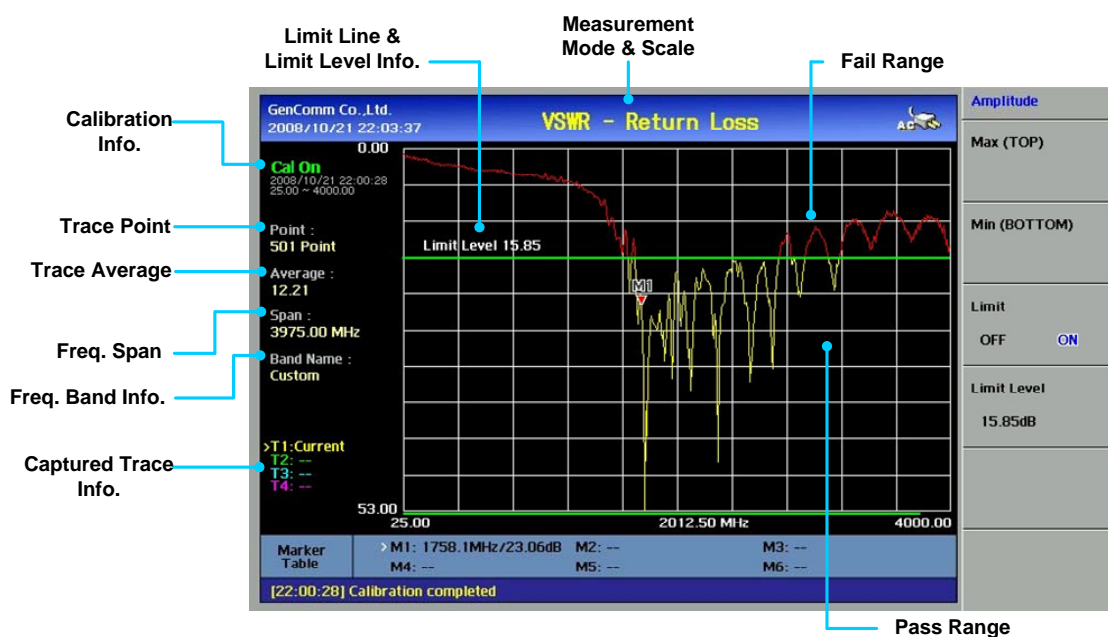 Limit Line &
Limit Level Info.
Measurement
Mode & Scale
Fail Range
Calibration
Info.
Trace Point
Trace Average
Freq. Span
Freq. Band Info.
Captured Trace
Info.
Pass Range
GenComm Co.,Ltd.
2008/10/21 22:03:37
VSWR - Return Loss
AC
Cal On
2008/10/21 22:00:28
25.00 ~ 4000.00
Point :
501 Point
Average :
12.21
Span :
3975.00 MHz
Band Name :
Custom
>T1:Current
T2: --
T3: --
T4: --
0.00
Limit Level 15.85
M1
53.00
25.00
2012.50 MHz
4000.00
Marker
Table
>M1: 1758.1MHz/23.06dB M2: -- M3: --
M4: -- M5: -- M6: --
[22:00:28] Calibration completed
Amplitude
Max (TOP)
Min (BOTTOM)
Limit
OFF ON
Limit Level
15.85dB